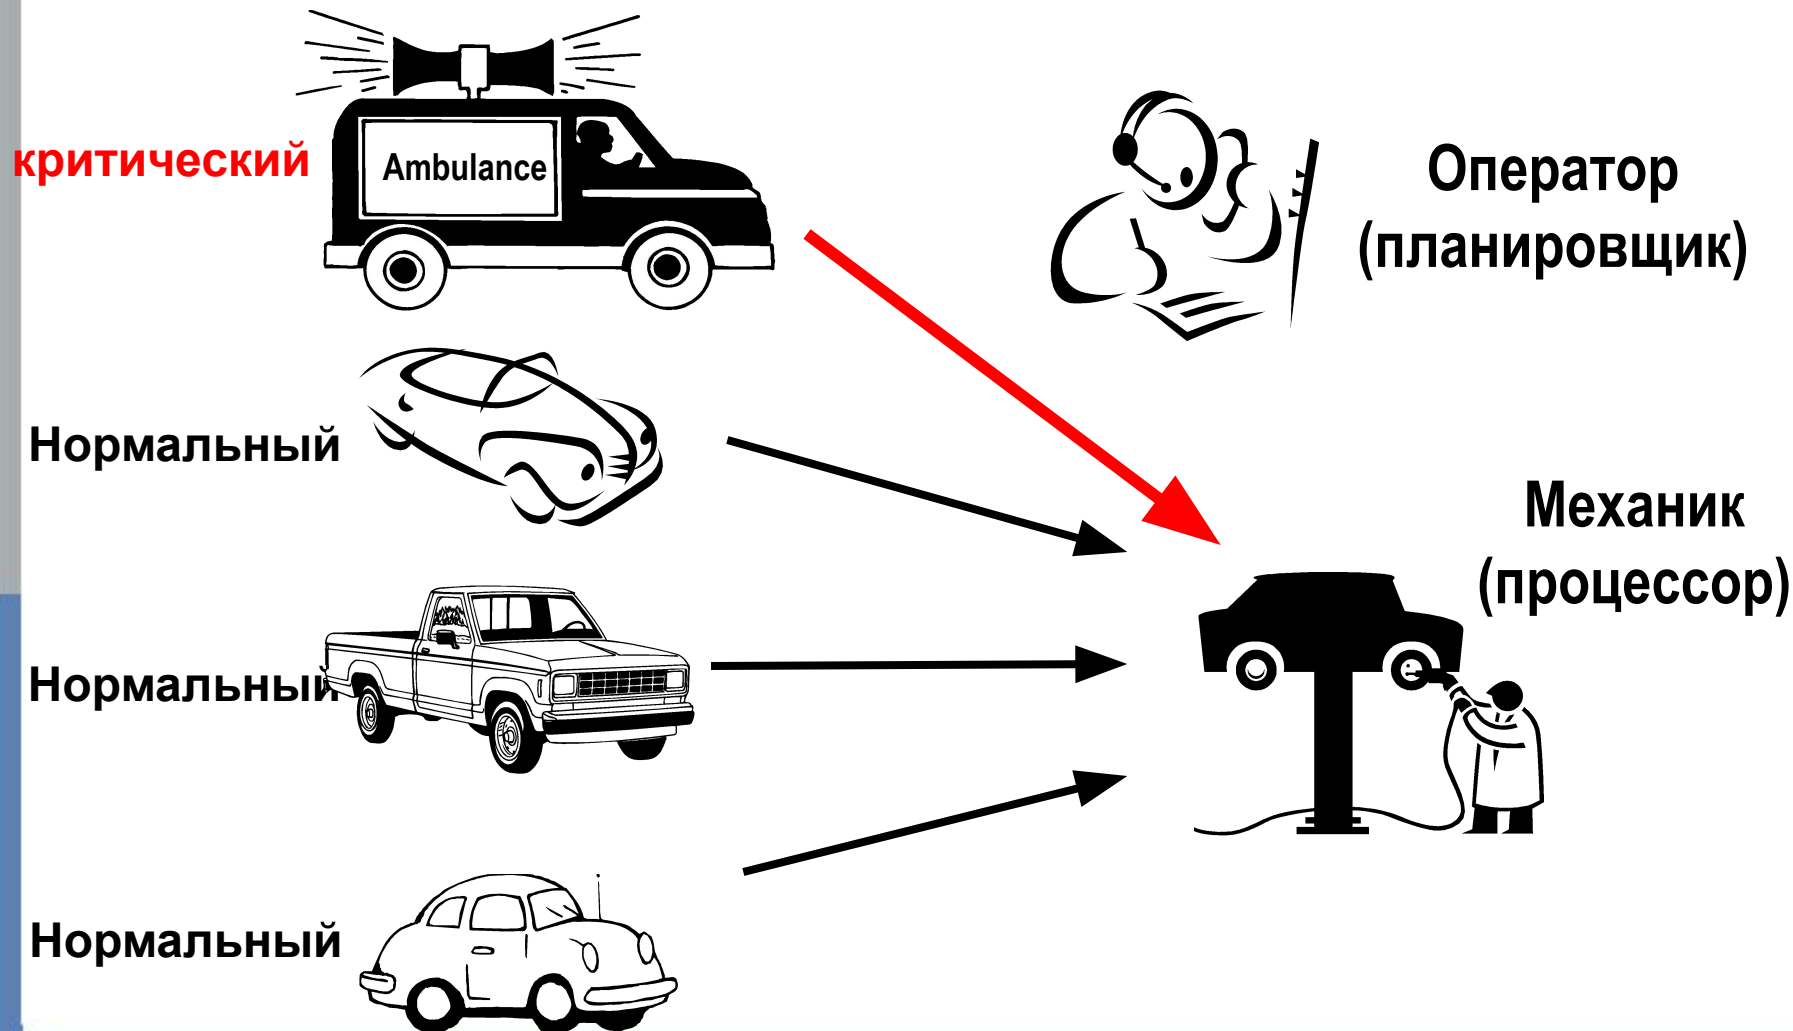 критический
Ambulance
Оператор
(планировщик)
Нормальный
Механик
(процессор)
Нормальный
Нормальный